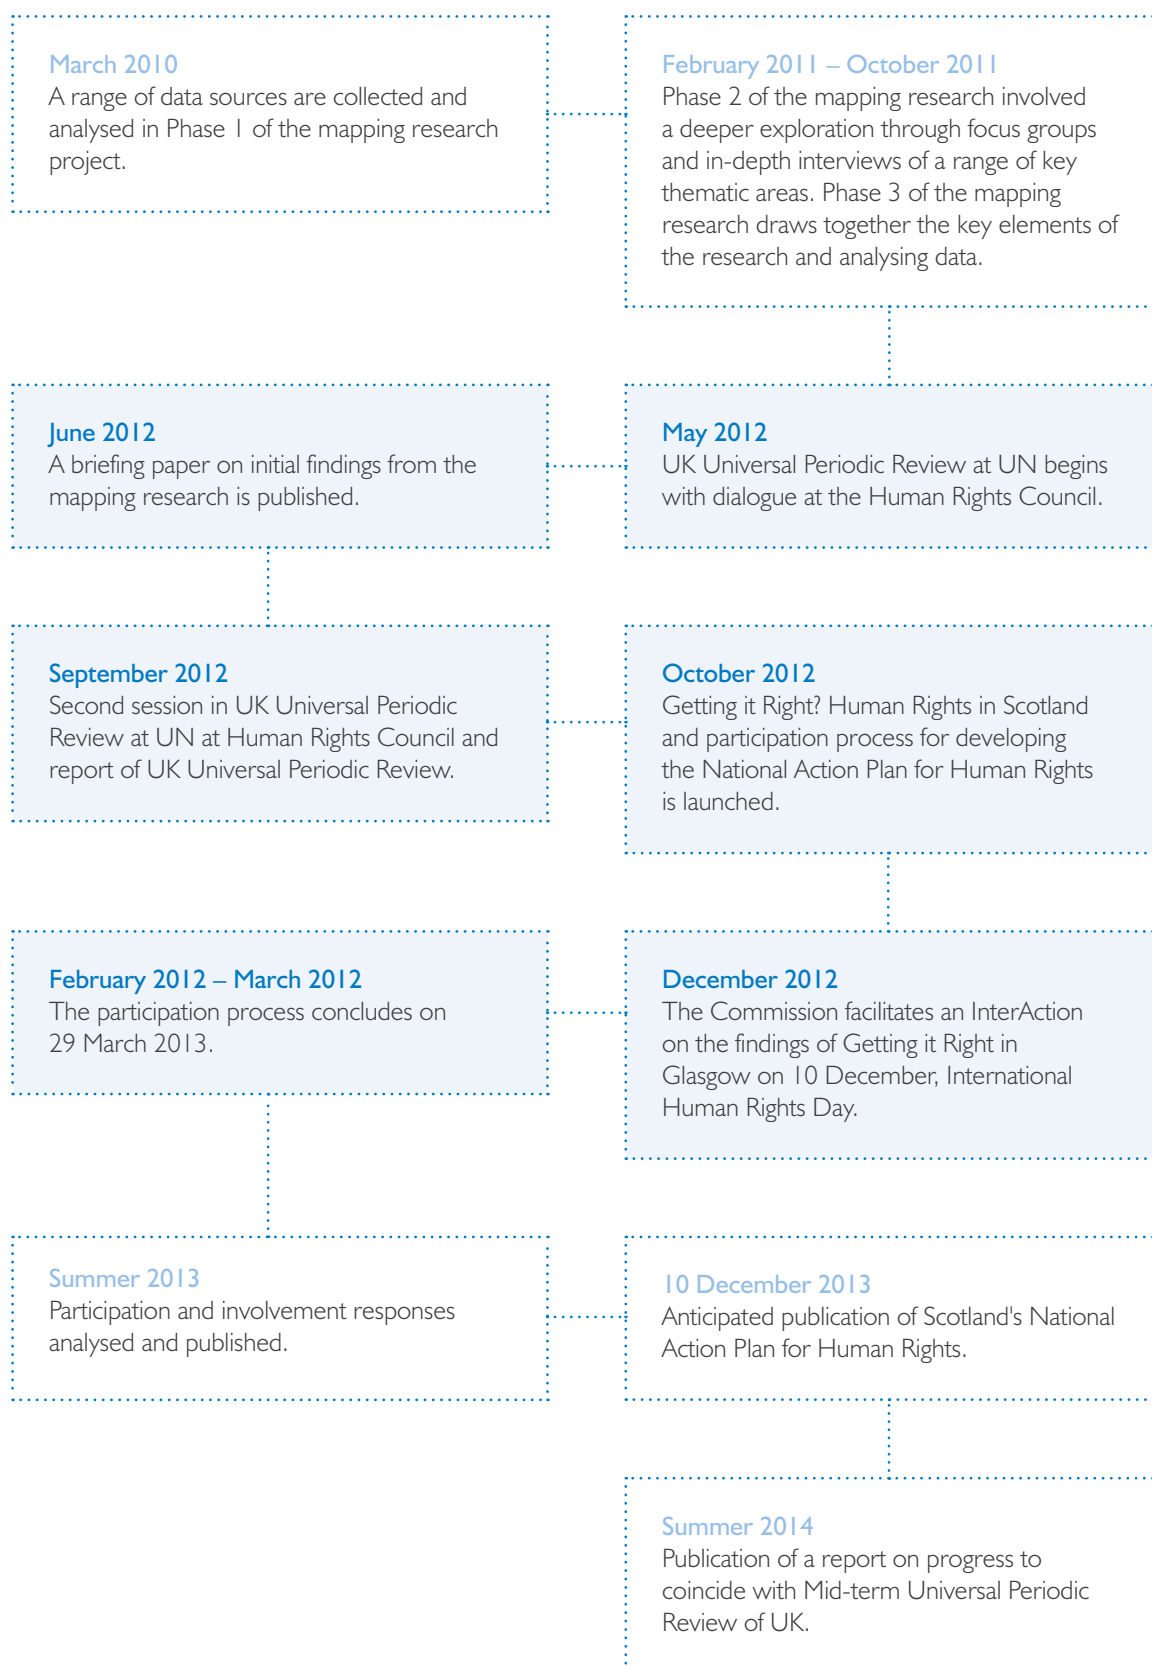 March 2010
A range of data sources are collected and
analysed in Phase 1 of the mapping research
project.
February 2011 – October 2011
Phase 2 of the mapping research involved
a deeper exploration through focus groups
and in-depth interviews of a range of key
thematic areas. Phase 3 of the mapping
research draws together the key elements of
the research and analysing data.
May 2012
UK Universal Periodic Review at UN begins
with dialogue at the Human Rights Council.
June 2012
A briefing paper on initial findings from the
mapping research is published.
September 2012
Second session in UK Universal Periodic
Review at UN at Human Rights Council and
report of UK Universal Periodic Review.
October 2012
Getting it Right? Human Rights in Scotland
and participation process for developing
the National Action Plan for Human Rights
is launched.
December 2012
The Commission facilitates an InterAction
on the findings of Getting it Right in
Glasgow on 10 December, International
Human Rights Day.
February 2012 – March 2012
The participation process concludes on
29 March 2013.
Summer 2013
Participation and involvement responses
analysed and published.
10 December 2013
Anticipated publication of Scotland's National
Action Plan for Human Rights.
Summer 2014
Publication of a report on progress to
coincide with Mid-term Universal Periodic
Review of UK.